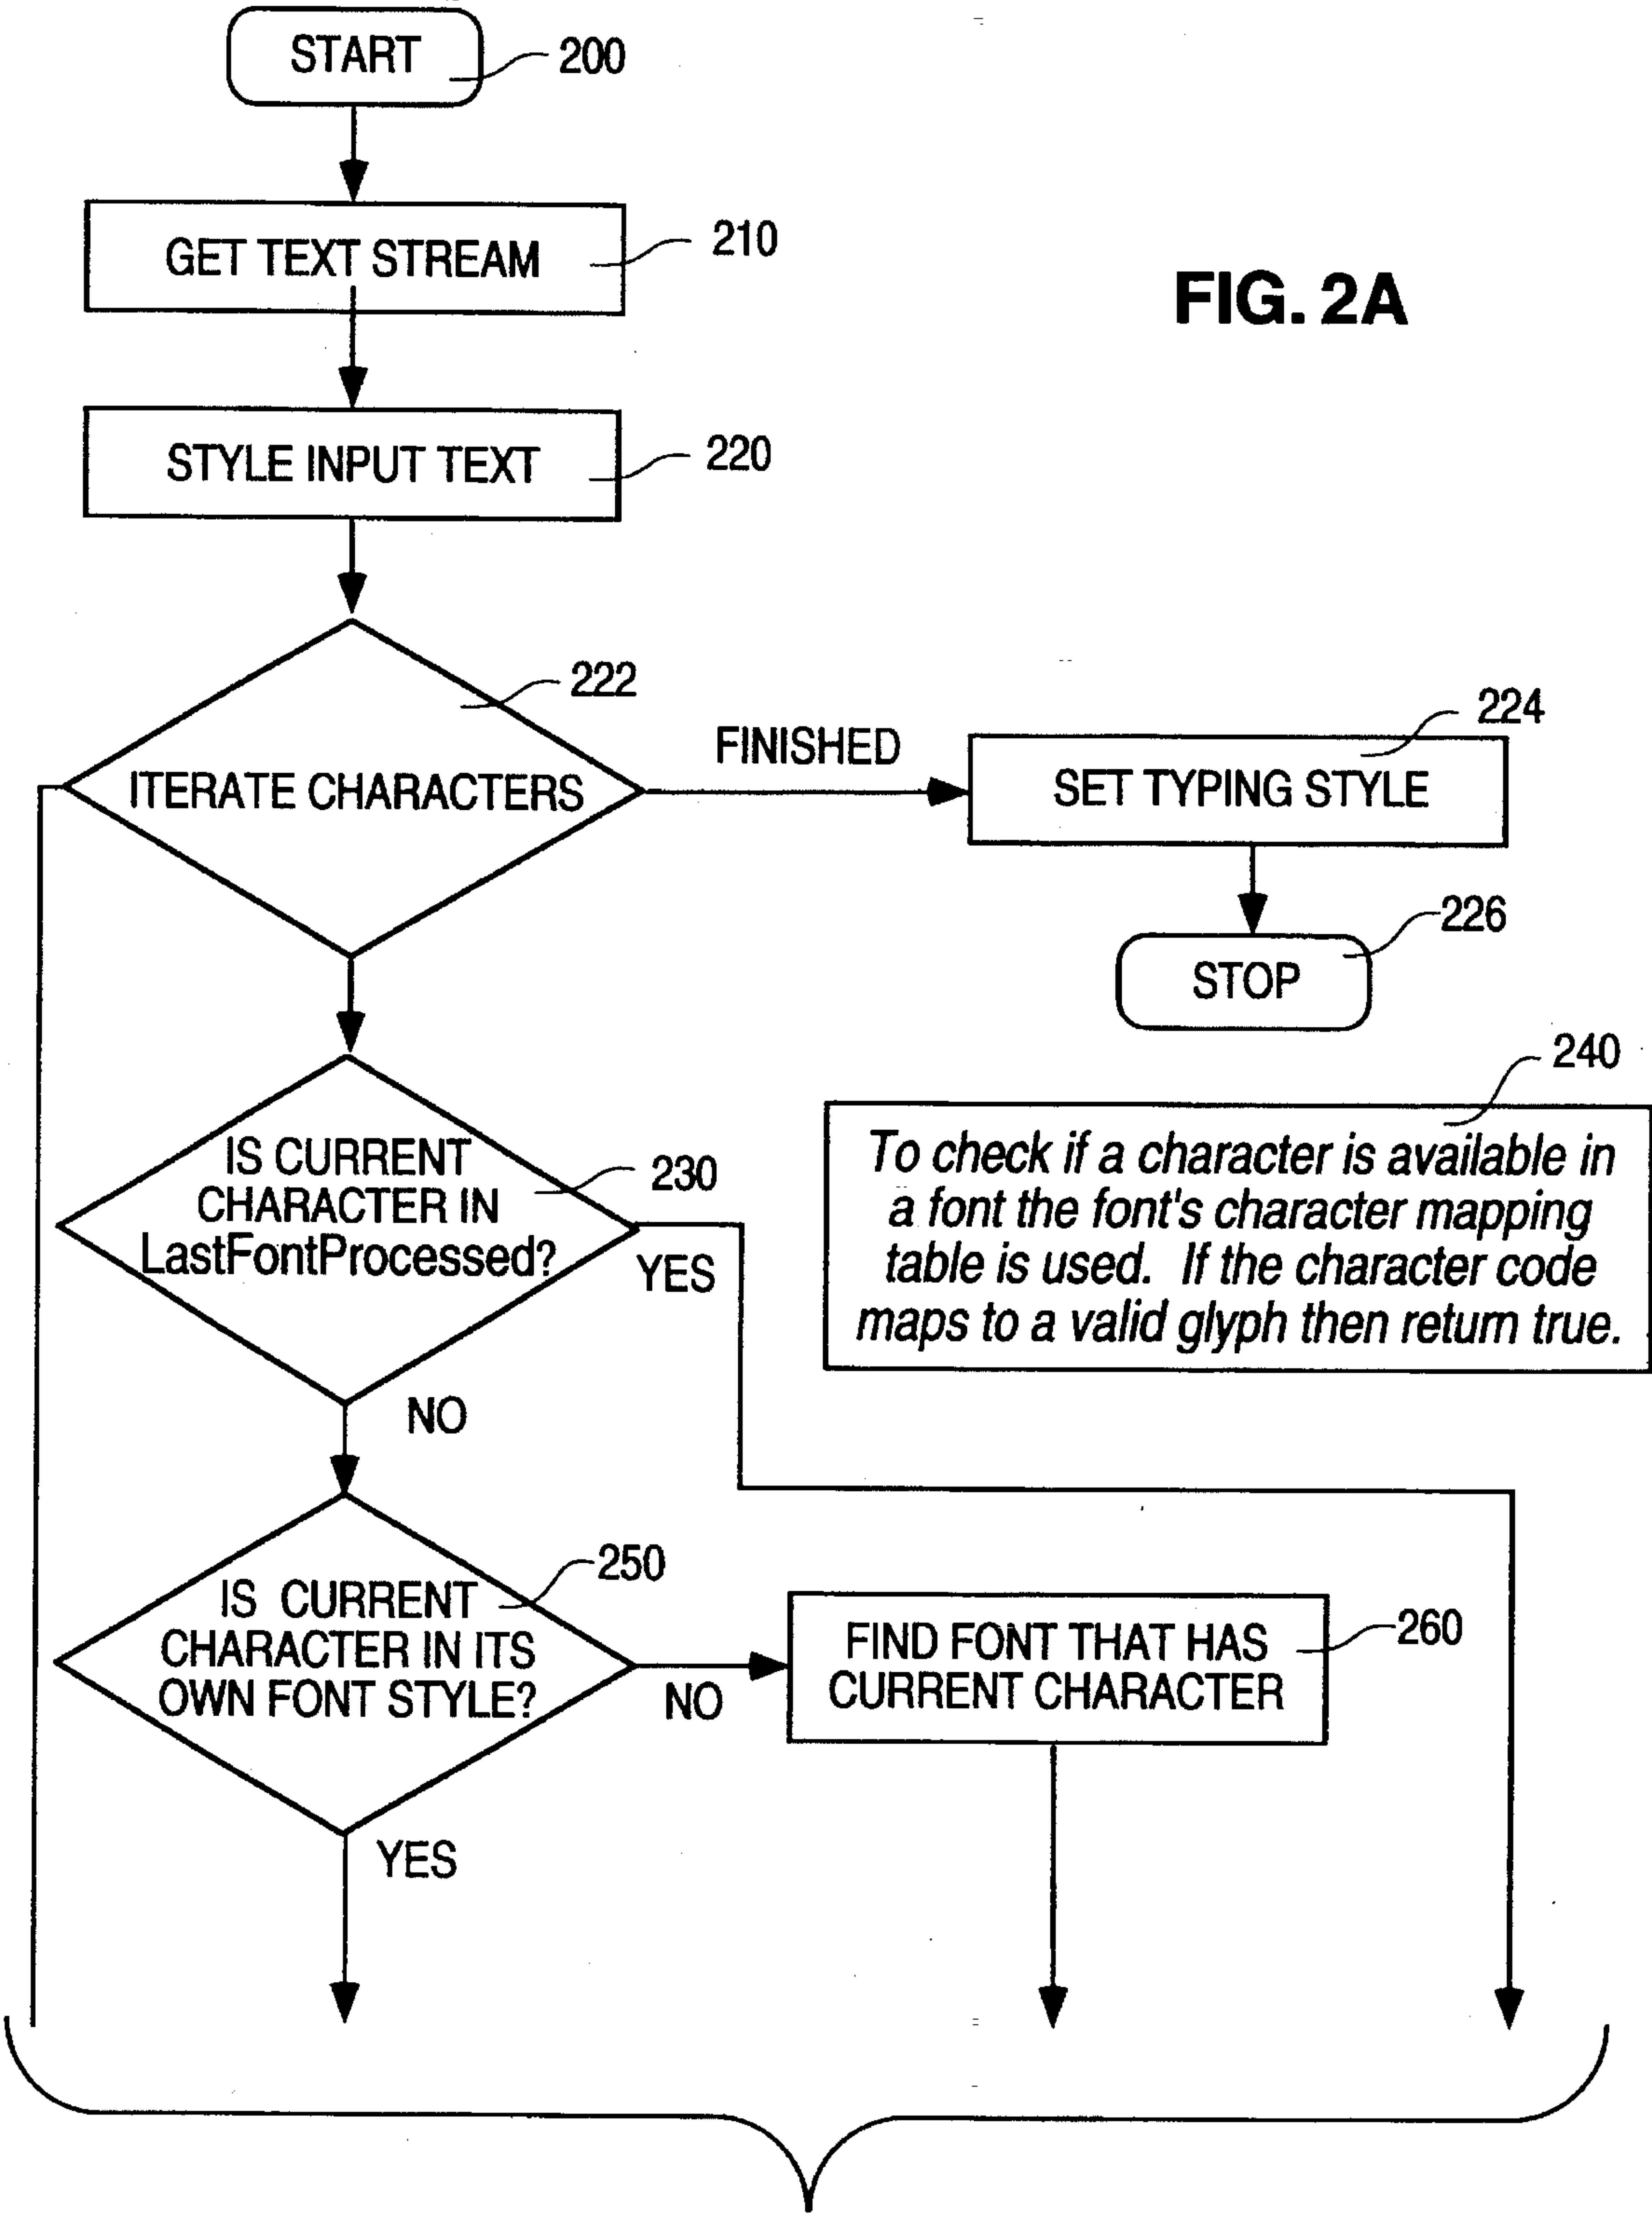 START
200
GET TEXT STREAM
210
FIG. 2A
STYLE INPUT TEXT
220
222
ITERATE CHARACTERS
FINISHED
224
SET TYPING STYLE
226
STOP
230
IS CURRENT
CHARACTER IN
LastFontProcessed?
YES
NO
240
To check if a character is available in
a font the font's character mapping
table is used. If the character code
maps to a valid glyph then return true.
250
IS CURRENT
CHARACTER IN ITS
OWN FONT STYLE?
NO
YES
260
FIND FONT THAT HAS
CURRENT CHARACTER